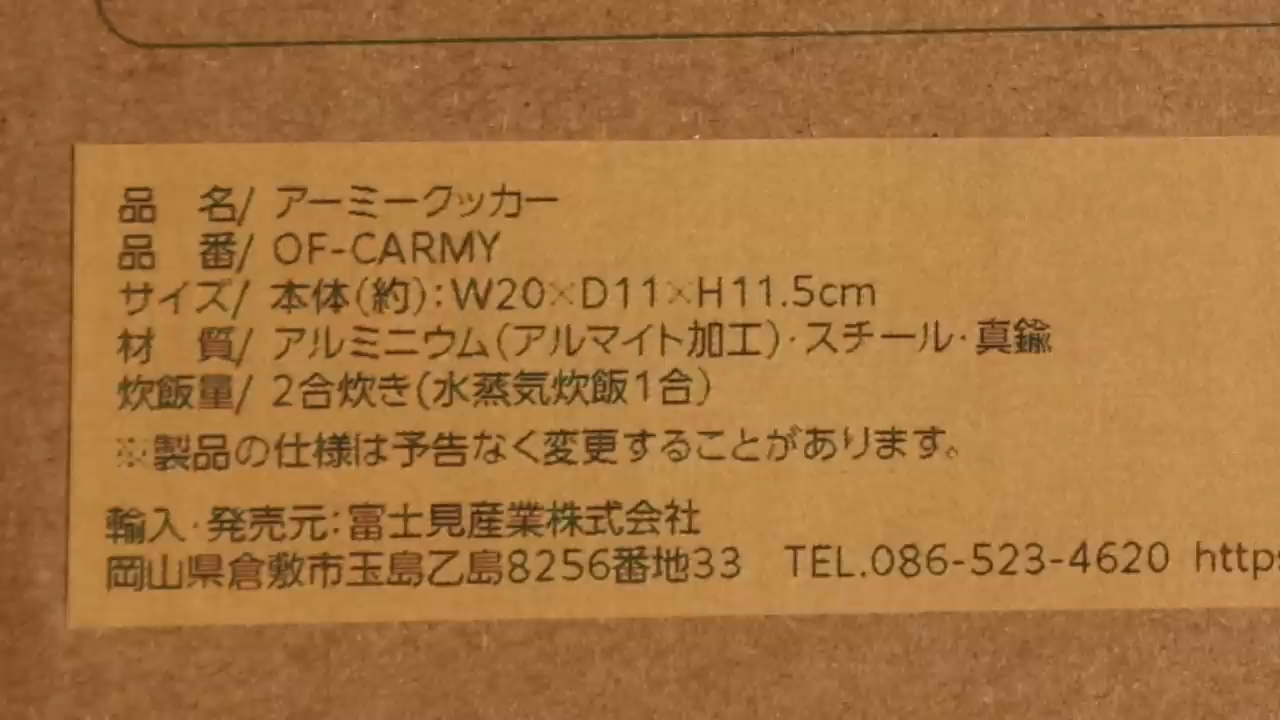 品　名/ アーミークッカー
品　番/ OF-CARMY
サイズ/ 本体(約):W20×D11×H11.5cm
材　質/ アルミニウム(アルマイト加工)·スチール·真鍮
炊飯量/ 2合炊き(水蒸気炊飯1合)
※製品の仕様は予告なく変更することがあります。
輸入·発売元:富士見産業株式会社
岡山県倉敷市玉島乙島8256番地33　TEL.086-523-4620 https